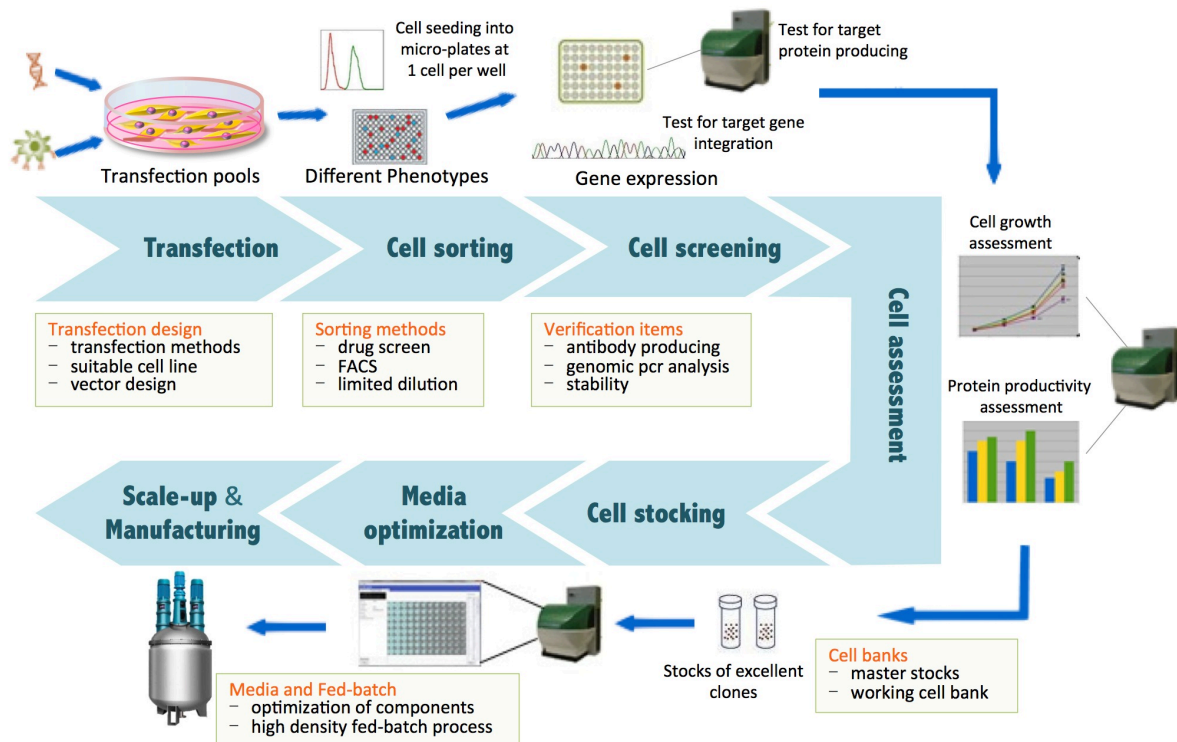 Cell seeding into
micro-plates at
1 cell per well
Test for target
protein producing
Test for target gene
integration
Transfection pools
Different Phenotypes
Gene expression
Transfection
Cell sorting
Cell screening
Cell assessment
Transfection design
– transfection methods
– suitable cell line
– vector design
Sorting methods
– drug screen
– FACS
– limited dilution
Verification items
– antibody producing
– genomic pcr analysis
– stability
Cell growth
assessment
Protein productivity
assessment
Scale-up &
Manufacturing
Media
optimization
Cell stocking
Stocks of excellent
clones
Cell banks
– master stocks
– working cell bank
Media and Fed-batch
– optimization of components
– high density fed-batch process